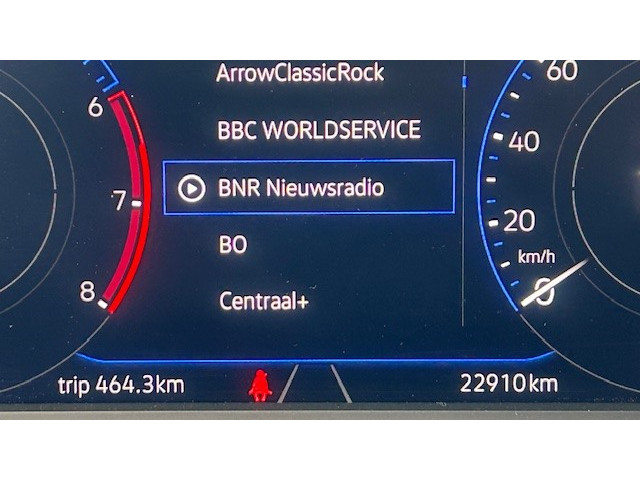 ArrowClassicRock
60
6
BBC WORLDSERVICE
40
BNR Nieuwsradio
7
20
BO
km/h
8
Centraal+
0
trip 464.3km
22910km